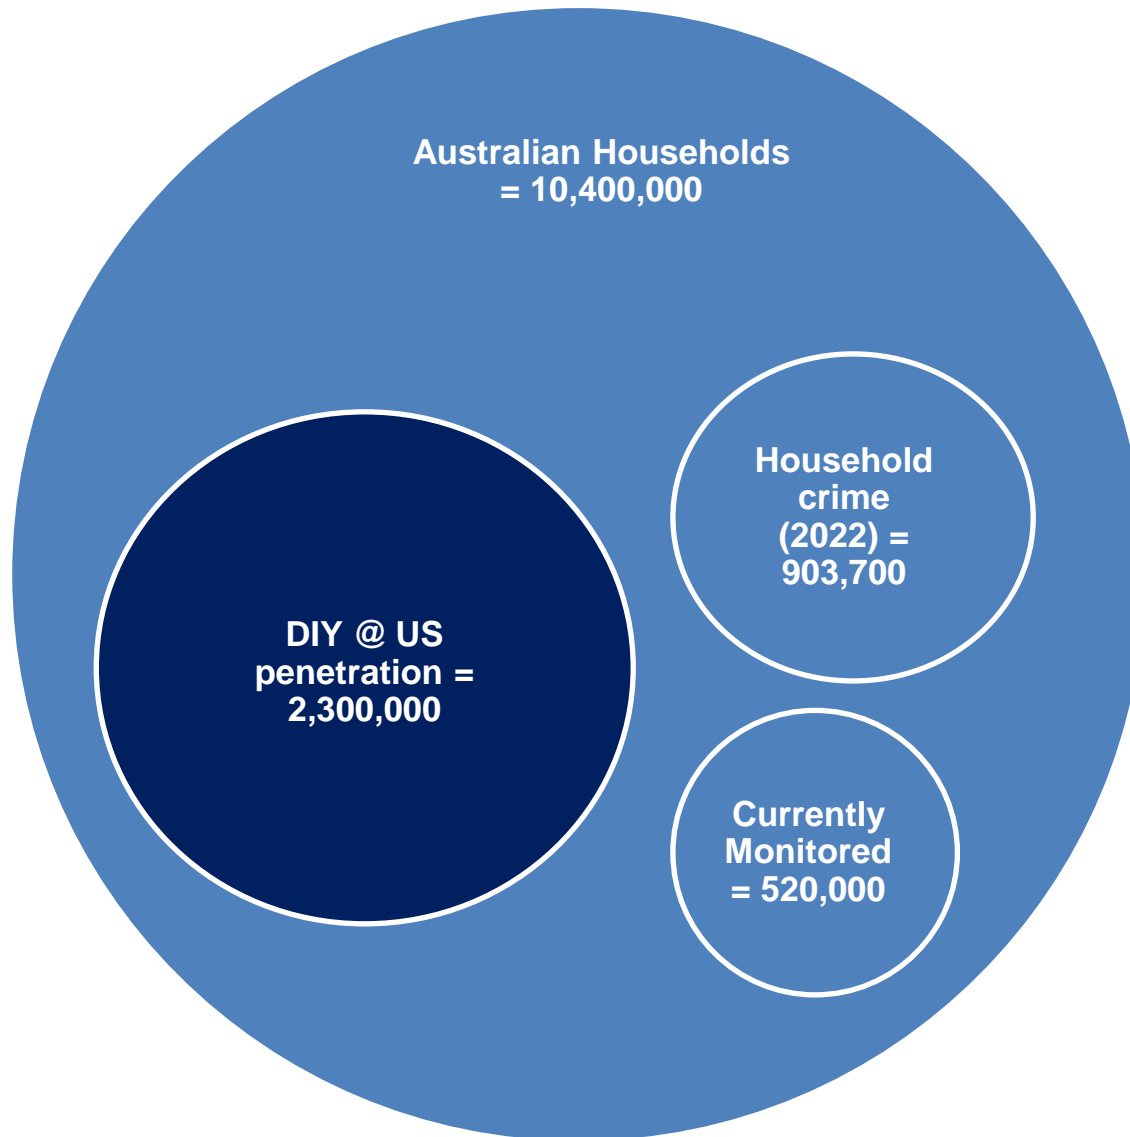 Australian Households
= 10,400,000
Household
crime
(2022) =
903,700
DIY @ US
penetration =
2,300,000
Currently
Monitored
= 520,000